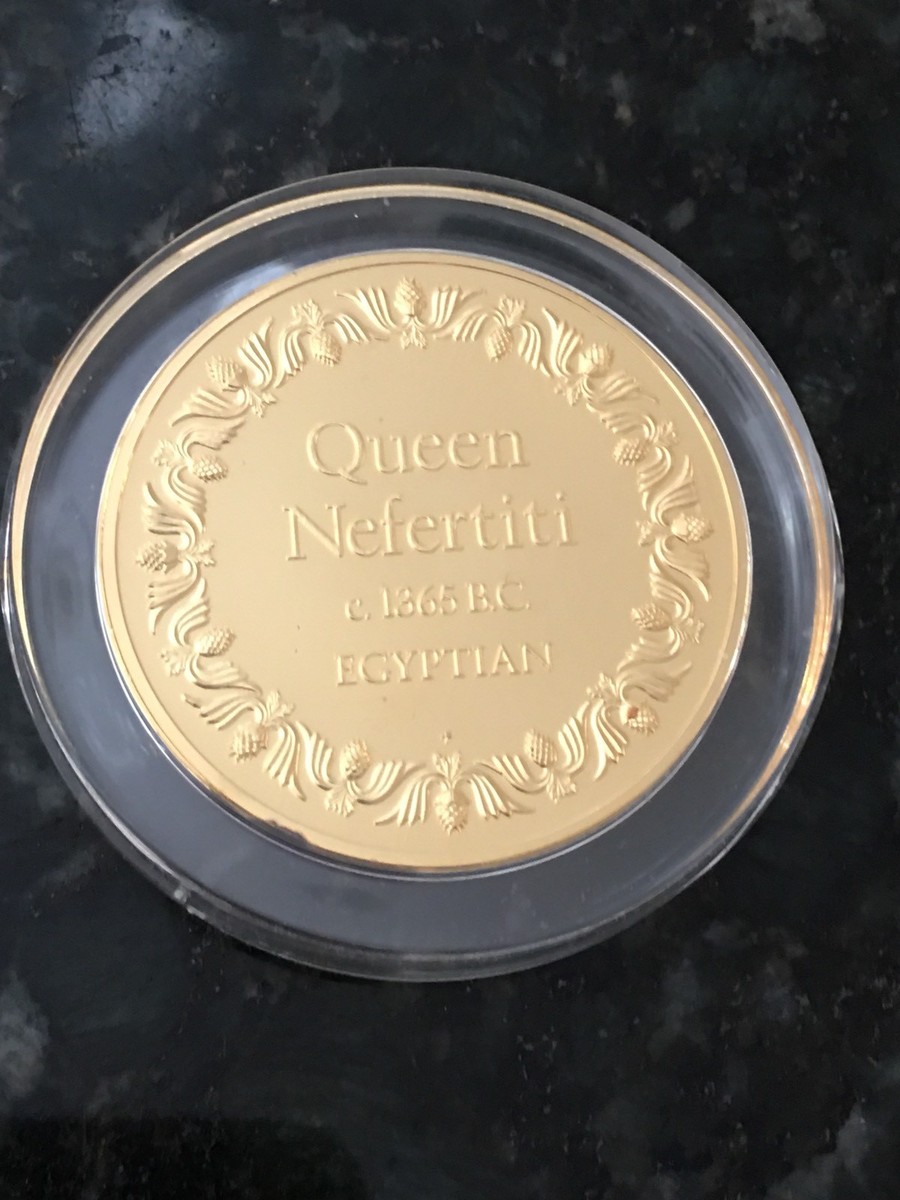 Queen
Nefertiti
c. 1365 B.C.
EGYPTIAN